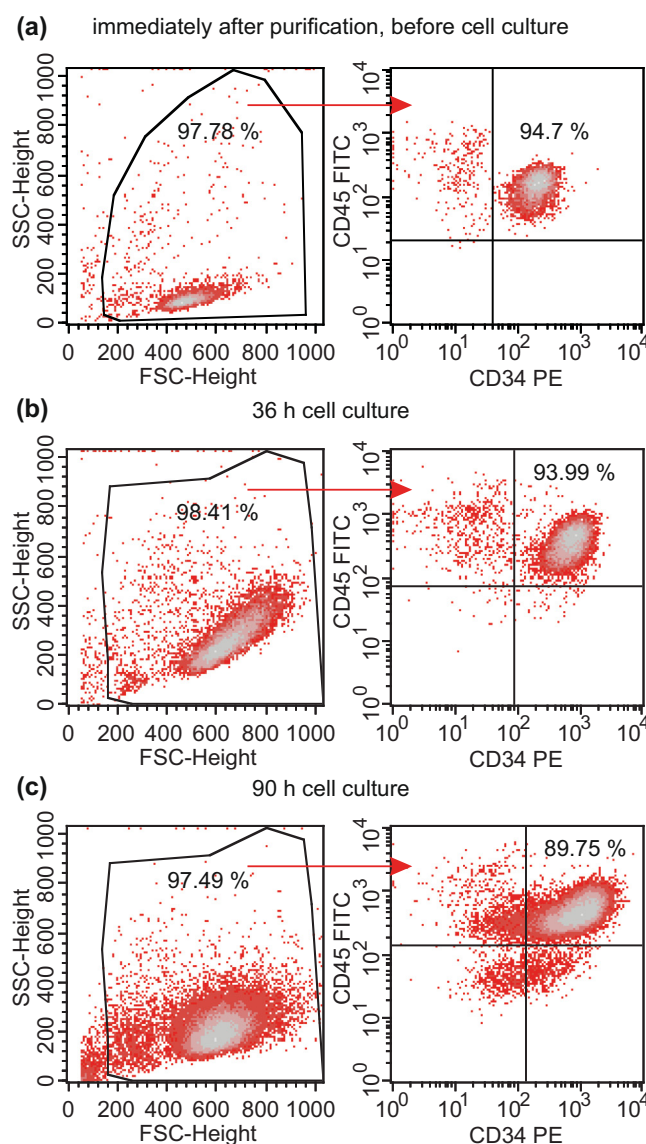 (a) immediately after purification, before cell culture
SSC-Height
0 200 400 600 800 1000
97.78 %
0 200 400 600 800 1000
FSC-Height
CD45 FITC
10^0 10^1 10^2 10^3 10^4
94.7 %
10^0 10^1 10^2 10^3 10^4
CD34 PE
(b) 36 h cell culture
SSC-Height
0 200 400 600 800 1000
98.41 %
0 200 400 600 800 1000
FSC-Height
CD45 FITC
10^0 10^1 10^2 10^3 10^4
93.99 %
10^0 10^1 10^2 10^3 10^4
CD34 PE
(c) 90 h cell culture
SSC-Height
0 200 400 600 800 1000
97.49 %
0 200 400 600 800 1000
FSC-Height
CD45 FITC
10^0 10^1 10^2 10^3 10^4
89.75 %
10^0 10^1 10^2 10^3 10^4
CD34 PE